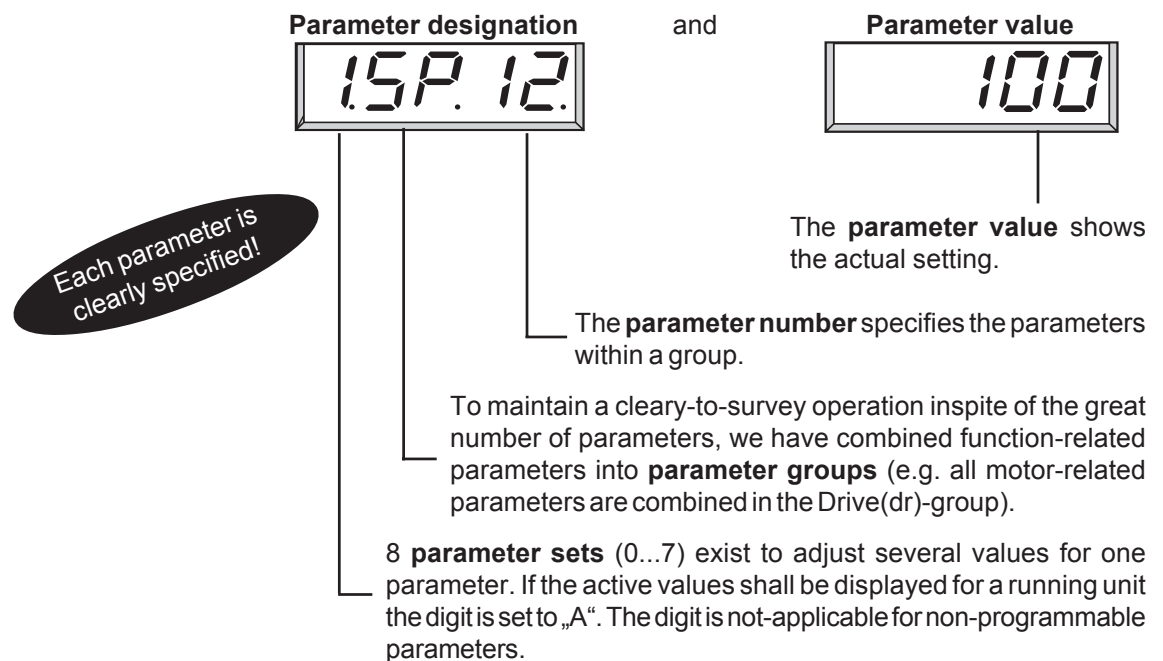 Parameter designation and Parameter value
1.SP. 12. 100
Each parameter is
clearly specified!
The parameter value shows
the actual setting.
The parameter number specifies the parameters
within a group.
To maintain a cleary-to-survey operation inspite of the great
number of parameters, we have combined function-related
parameters into parameter groups (e.g. all motor-related
parameters are combined in the Drive(dr)-group).
8 parameter sets (0...7) exist to adjust several values for one
parameter. If the active values shall be displayed for a running unit
the digit is set to „A“. The digit is not-applicable for non-programmable
parameters.